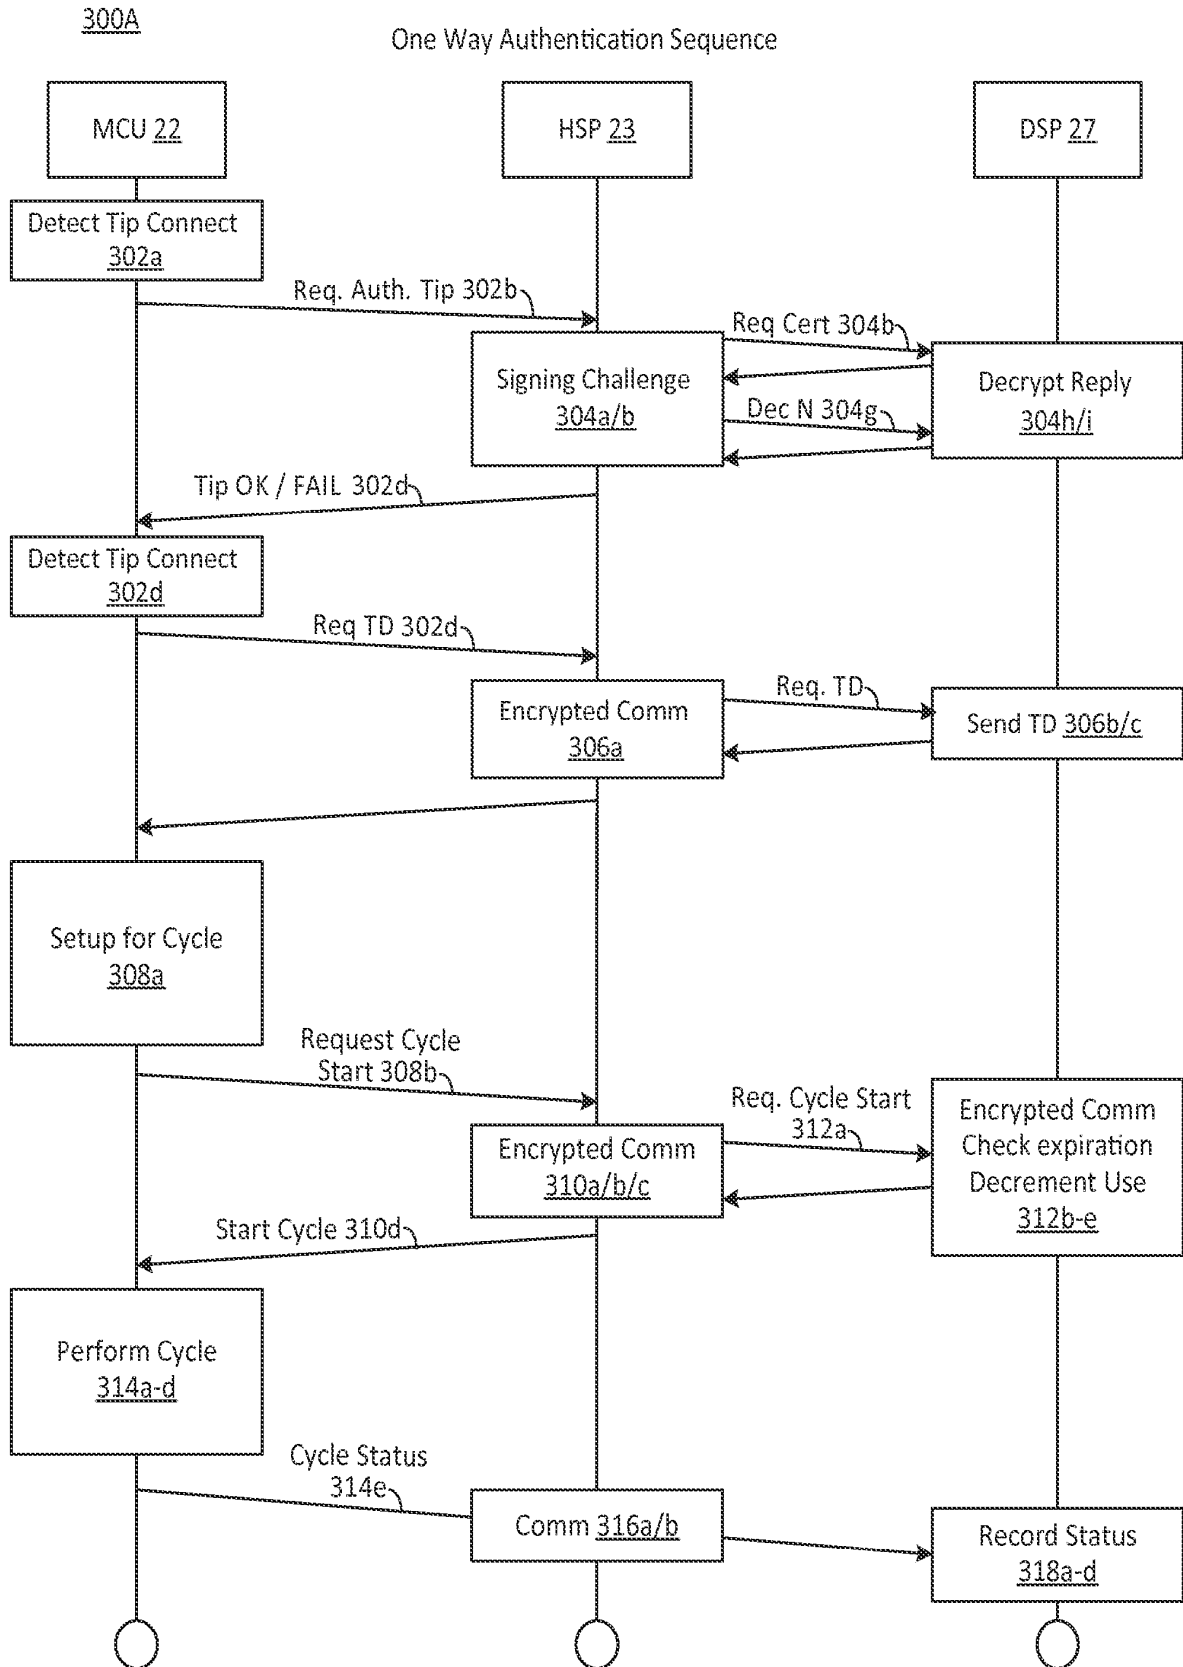 300A
One Way Authentication Sequence
MCU 22
HSP 23
DSP 27
Detect Tip Connect
302a
Req. Auth. Tip 302b
Req Cert 304b
Signing Challenge
304a/b
Decrypt Reply
304h/i
Dec N 304g
Tip OK / FAIL 302d
Detect Tip Connect
302d
Req TD 302d
Req. TD
Encrypted Comm
306a
Send TD 306b/c
Setup for Cycle
308a
Request Cycle
Start 308b
Req. Cycle Start
312a
Encrypted Comm
Check expiration
Decrement Use
312b-e
Encrypted Comm
310a/b/c
Start Cycle 310d
Perform Cycle
314a-d
Cycle Status
314e
Comm 316a/b
Record Status
318a-d